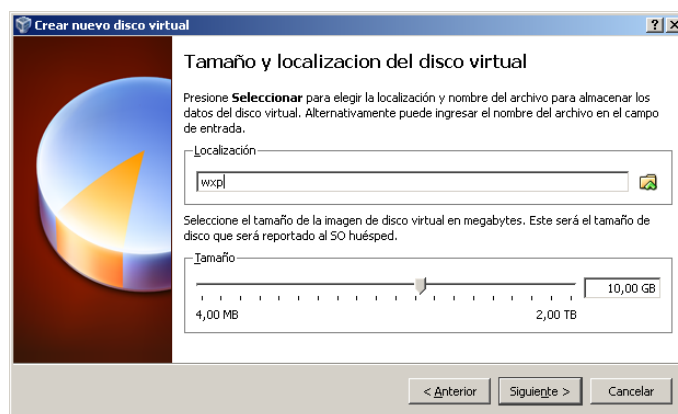 Crear nuevo disco virtual
Tamaño y localizacion del disco virtual
Presione Seleccionar para elegir la localización y nombre del archivo para almacenar los
datos del disco virtual. Alternativamente puede ingresar el nombre del archivo en el campo
de entrada.
Localización
wxp
Seleccione el tamaño de la imagen de disco virtual en megabytes. Este será el tamaño de
disco que será reportado al SO huésped.
Tamaño
10,00 GB
4,00 MB 2,00 TB
< Anterior Siguiente > Cancelar